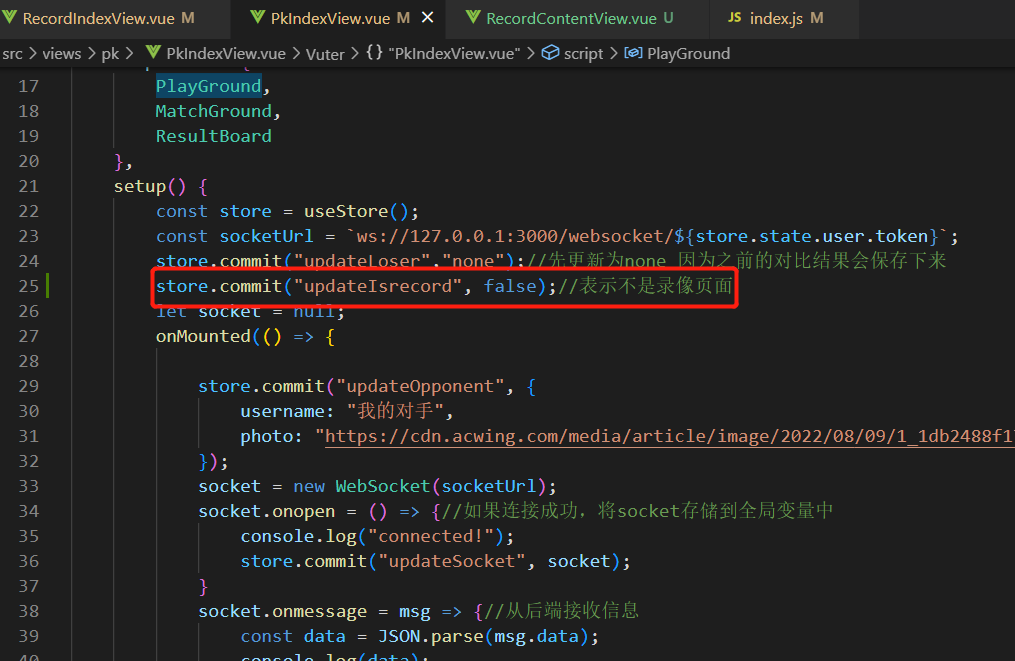 RecordIndexView.vue M PkIndexView.vue M × RecordContentView.vue U JS index.js M
src > views > pk > PkIndexView.vue > Vuter > {} "PkIndexView.vue" > script > PlayGround
17 PlayGround,
18 MatchGround,
19 ResultBoard
20 },
21 setup() {
22 const store = useStore();
23 const socketUrl = `ws://127.0.0.1:3000/websocket/${store.state.user.token}`;
24 store.commit("updateLoser","none");//先更新为none 因为之前的对比结果会保存下来
25 store.commit("updateIsrecord", false);//表示不是录像页面
26 let socket = null;
27 onMounted(() => {
28
29 store.commit("updateOpponent", {
30 username: "我的对手",
31 photo: "https://cdn.acwing.com/media/article/image/2022/08/09/1_1db2488f1
32 });
33 socket = new WebSocket(socketUrl);
34 socket.onopen = () => {//如果连接成功，将socket存储到全局变量中
35 console.log("connected!");
36 store.commit("updateSocket", socket);
37 }
38 socket.onmessage = msg => {//从后端接收信息
39 const data = JSON.parse(msg.data);
40 console.log(data);